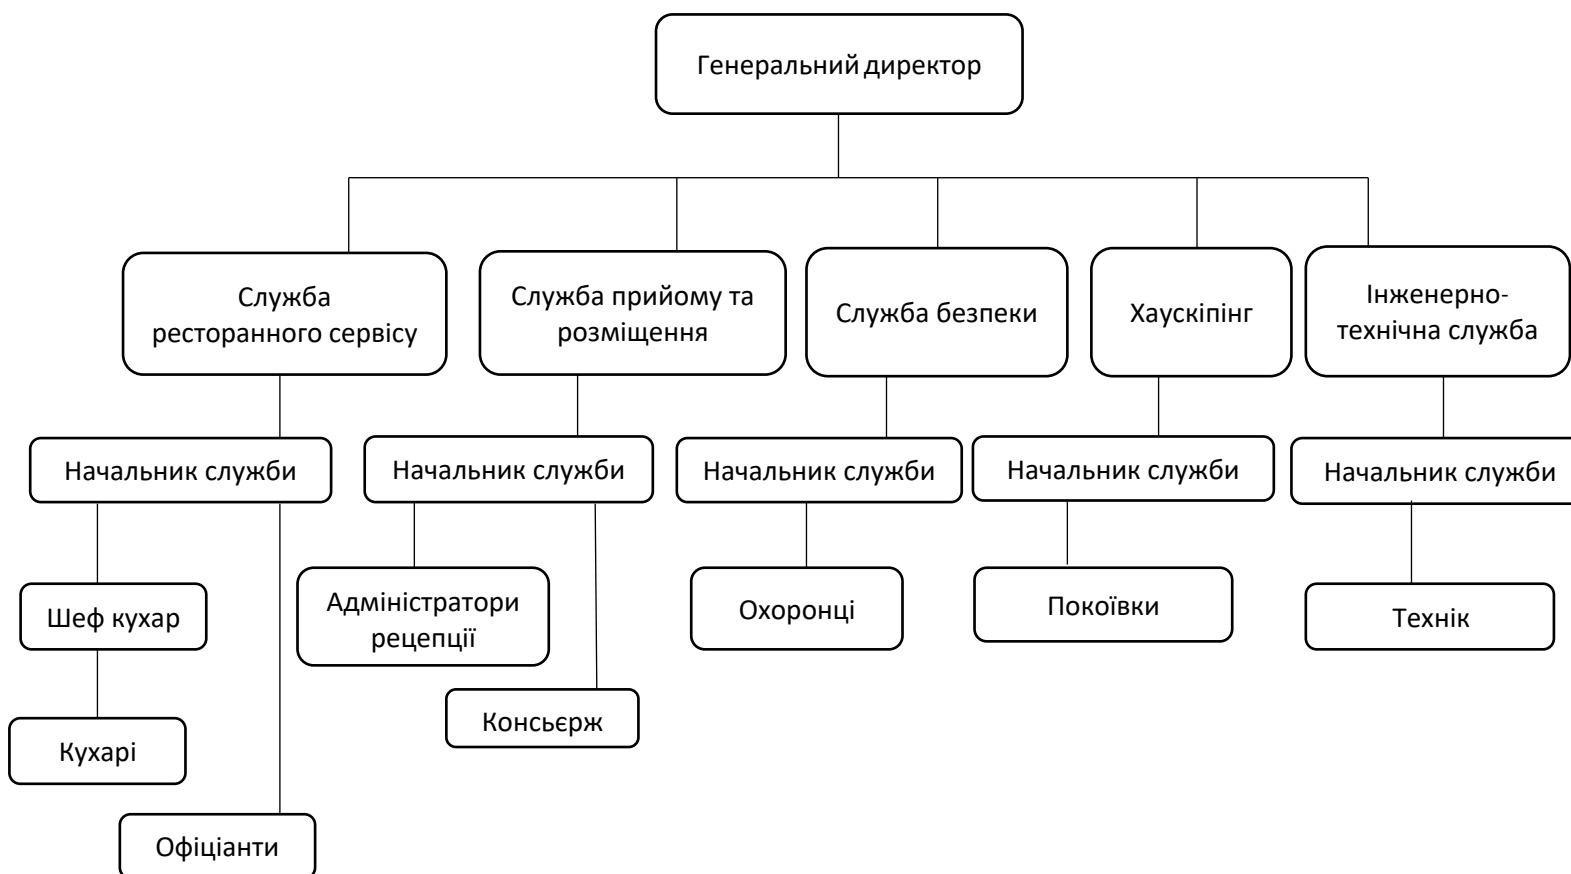 Генеральний директор
Служба
ресторанного сервісу
Служба прийому та
розміщення
Служба безпеки
Хаускіпінг
Інженерно-
технічна служба
Начальник служби
Начальник служби
Начальник служби
Начальник служби
Начальник служби
Шеф кухар
Адміністратори
рецепції
Охоронці
Покоївки
Технік
Консьєрж
Кухарі
Офіціанти